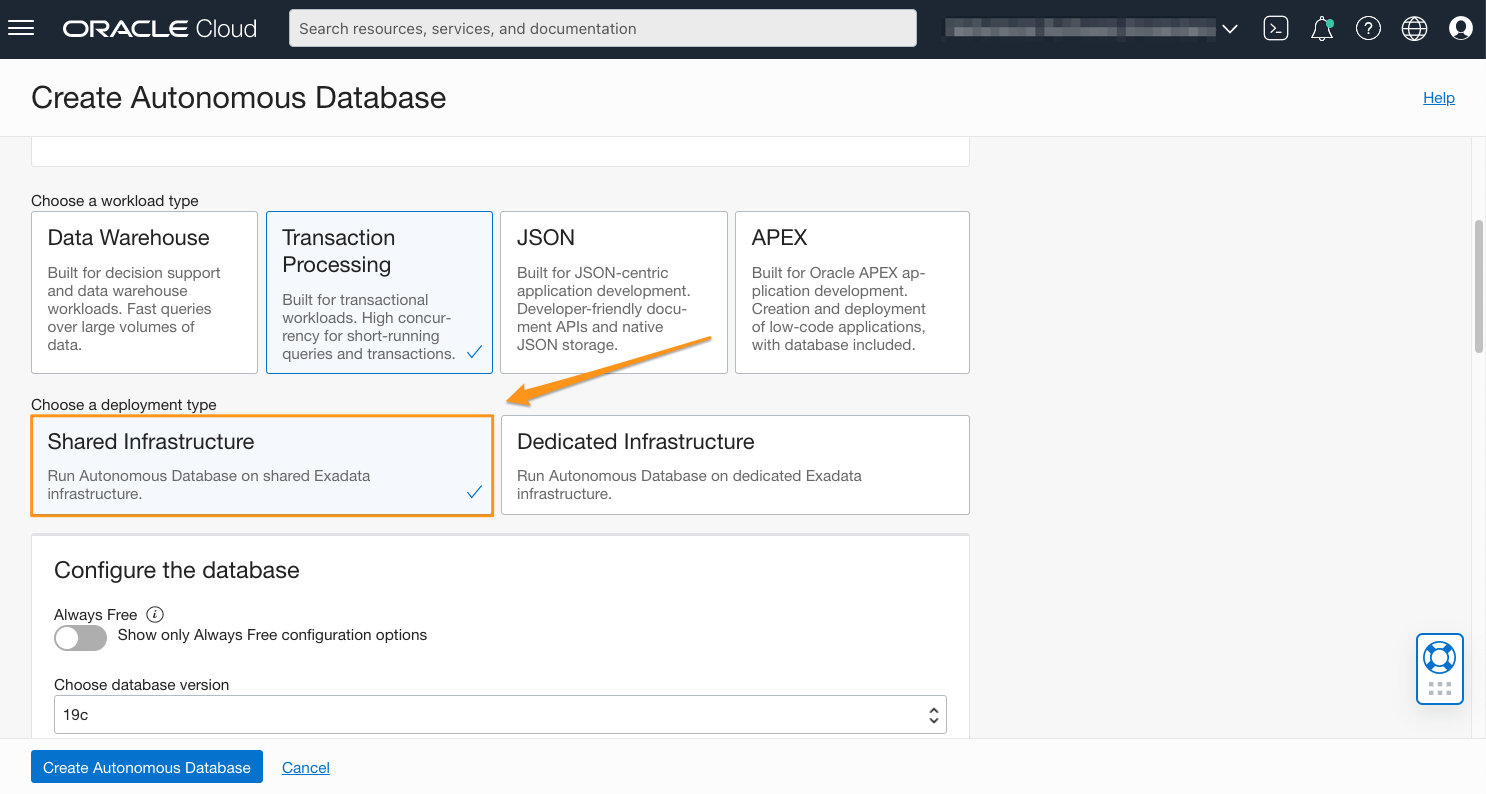 ORACLE Cloud
Search resources, services, and documentation
Create Autonomous Database
Help
Choose a workload type
Data Warehouse
Built for decision support
and data warehouse
workloads. Fast queries
over large volumes of
data.
Transaction
Processing
Built for transactional
workloads. High concur-
rency for short-running
queries and transactions.
JSON
Built for JSON-centric
application development.
Developer-friendly docu-
ment APIs and native
JSON storage.
APEX
Built for Oracle APEX ap-
plication development.
Creation and deployment
of low-code applications,
with database included.
Choose a deployment type
Shared Infrastructure
Run Autonomous Database on shared Exadata
infrastructure.
Dedicated Infrastructure
Run Autonomous Database on dedicated Exadata
infrastructure.
Configure the database
Always Free
Show only Always Free configuration options
Choose database version
19c
Create Autonomous Database
Cancel